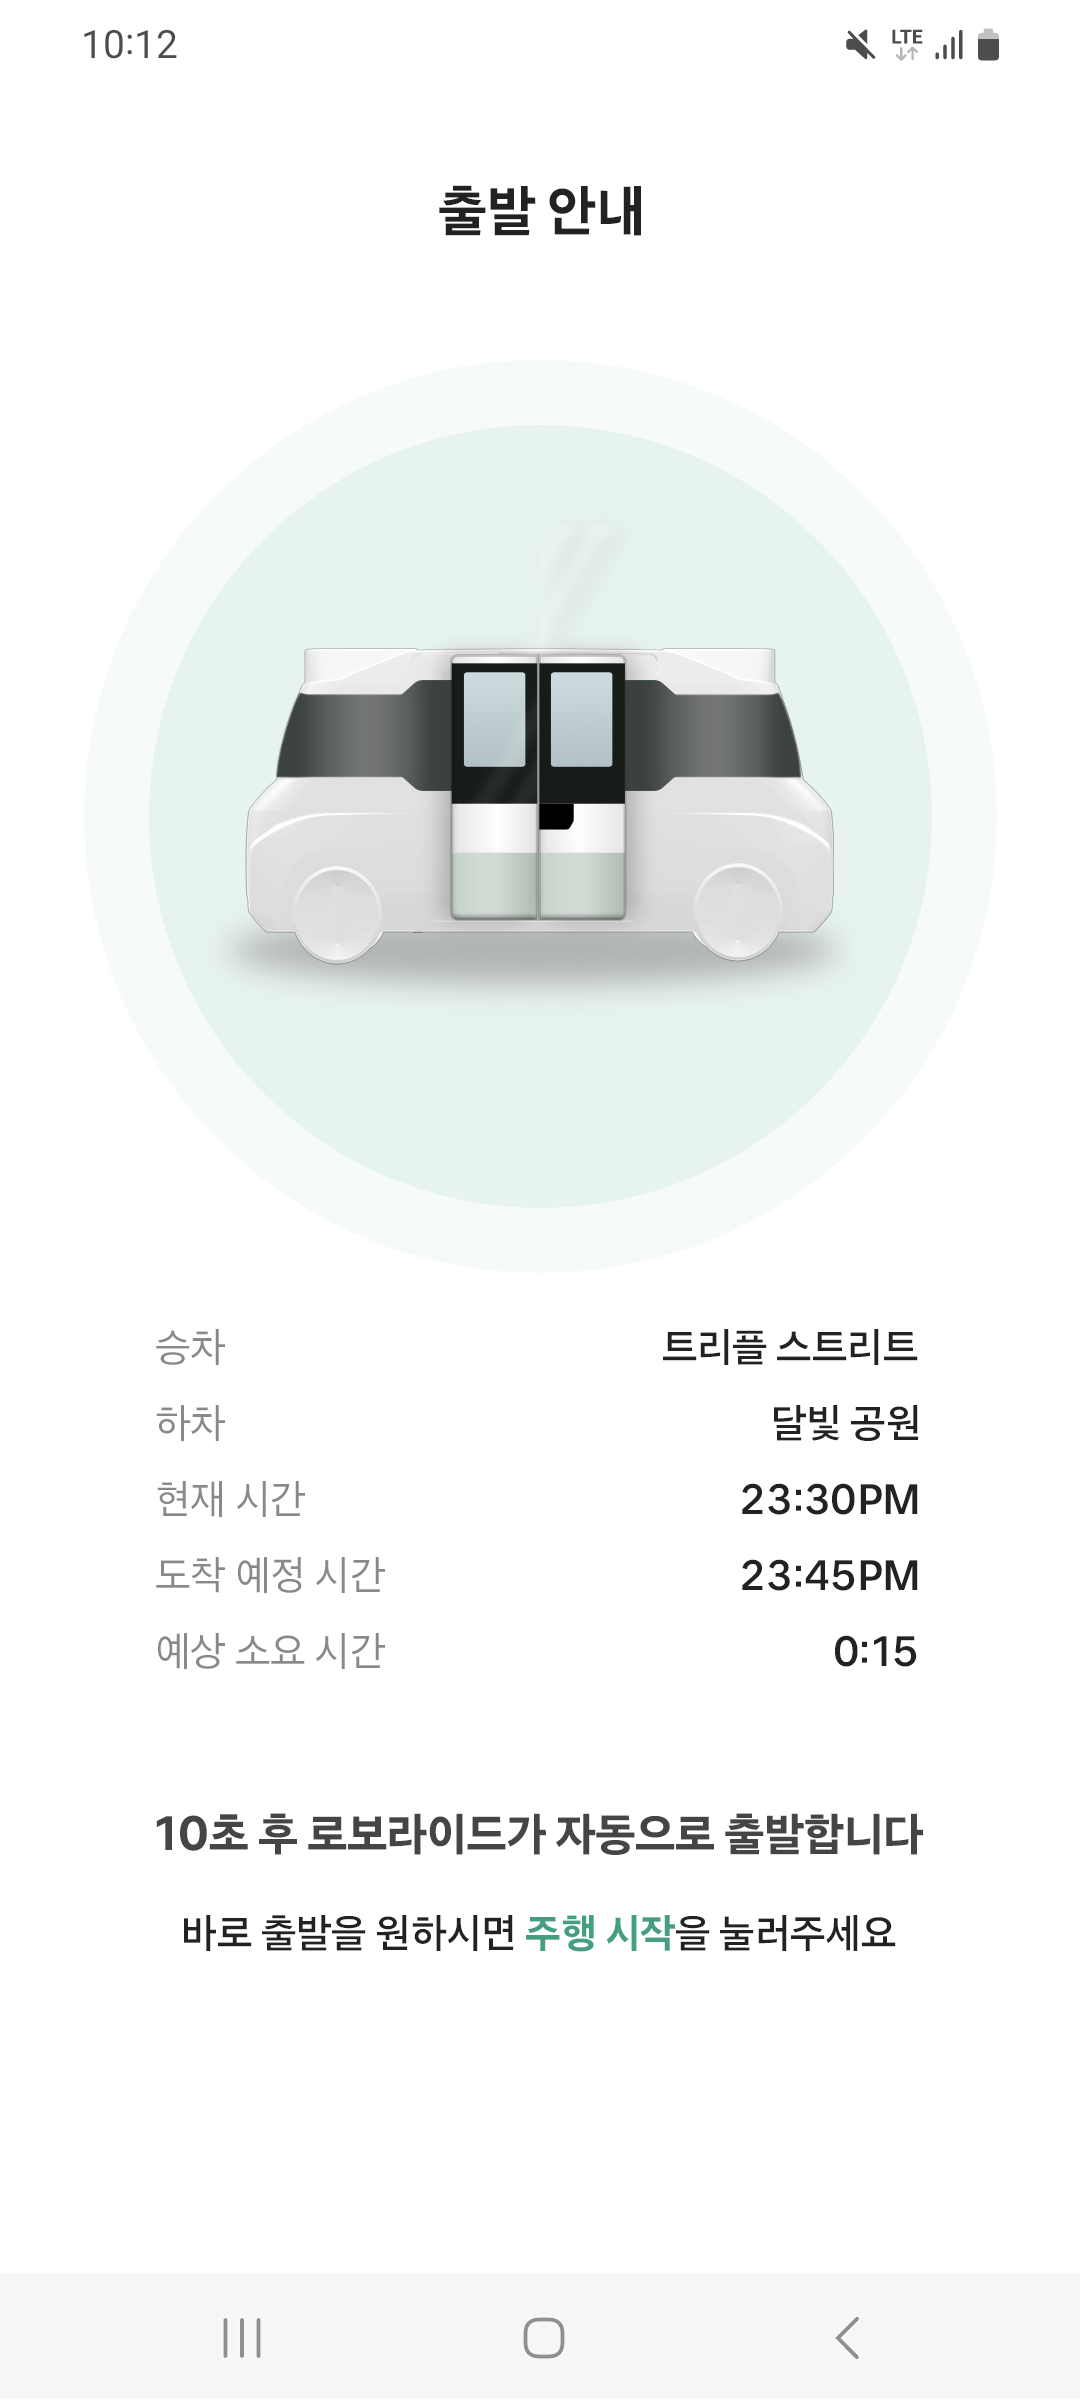 10:12
LTE
출발 안내
승차 트리플 스트리트
하차 달빛 공원
현재 시간 23:30PM
도착 예정 시간 23:45PM
예상 소요 시간 0:15
10초 후 로보라이드가 자동으로 출발합니다
바로 출발을 원하시면 주행 시작을 눌러주세요